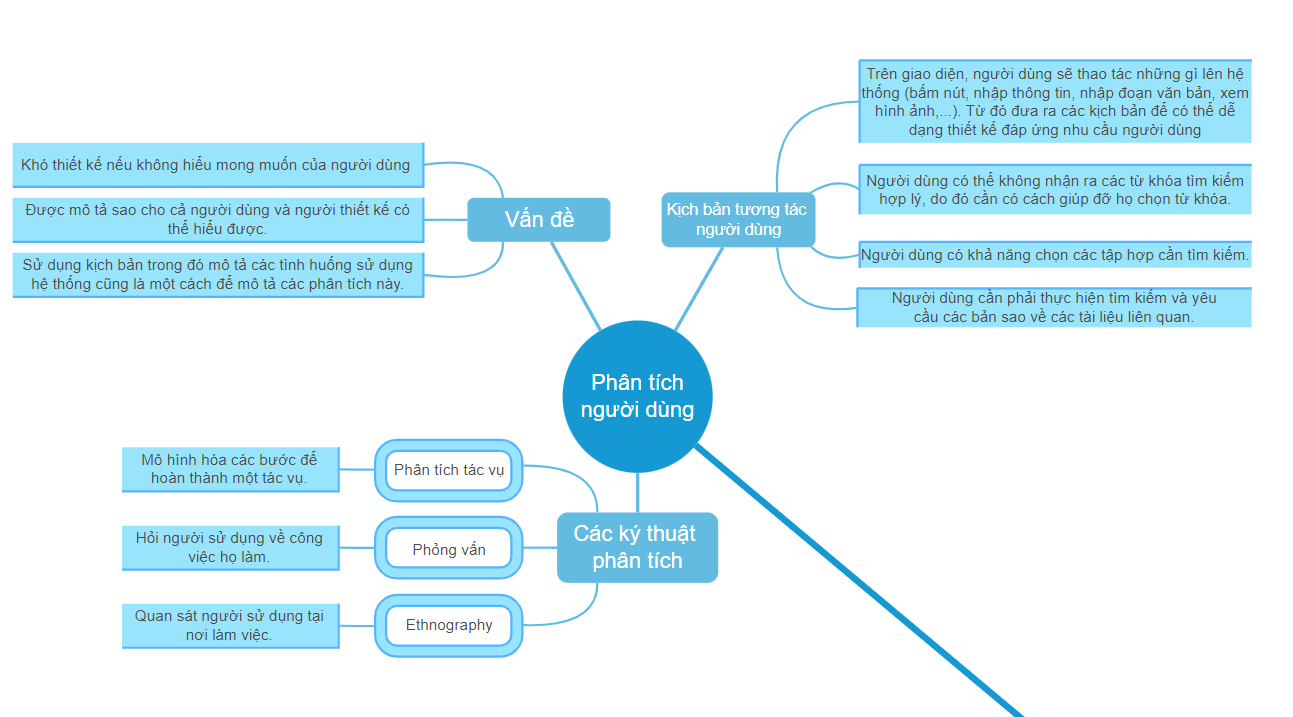 Trên giao diện, người dùng sẽ thao tác những gì lên hệ
thống (bấm nút, nhập thông tin, nhập đoạn văn bản, xem
hình ảnh,...). Từ đó đưa ra các kịch bản để có thể dễ
dạng thiết kế đáp ứng nhu cầu người dùng
Người dùng có thể không nhận ra các từ khóa tìm kiếm
hợp lý, do đó cần có cách giúp đỡ họ chọn từ khóa.
Người dùng có khả năng chọn các tập hợp cần tìm kiếm.
Người dùng cần phải thực hiện tìm kiếm và yêu
cầu các bản sao về các tài liệu liên quan.
Kịch bản tương tác
người dùng
Khó thiết kế nếu không hiểu mong muốn của người dùng
Được mô tả sao cho cả người dùng và người thiết kế có
thể hiểu được.
Sử dụng kịch bản trong đó mô tả các tình huống sử dụng
hệ thống cũng là một cách để mô tả các phân tích này.
Vấn đề
Phân tích
người dùng
Mô hình hóa các bước để
hoàn thành một tác vụ.
Phân tích tác vụ
Hỏi người sử dụng về công
việc họ làm.
Phỏng vấn
Quan sát người sử dụng tại
nơi làm việc.
Ethnography
Các ký thuật
phân tích